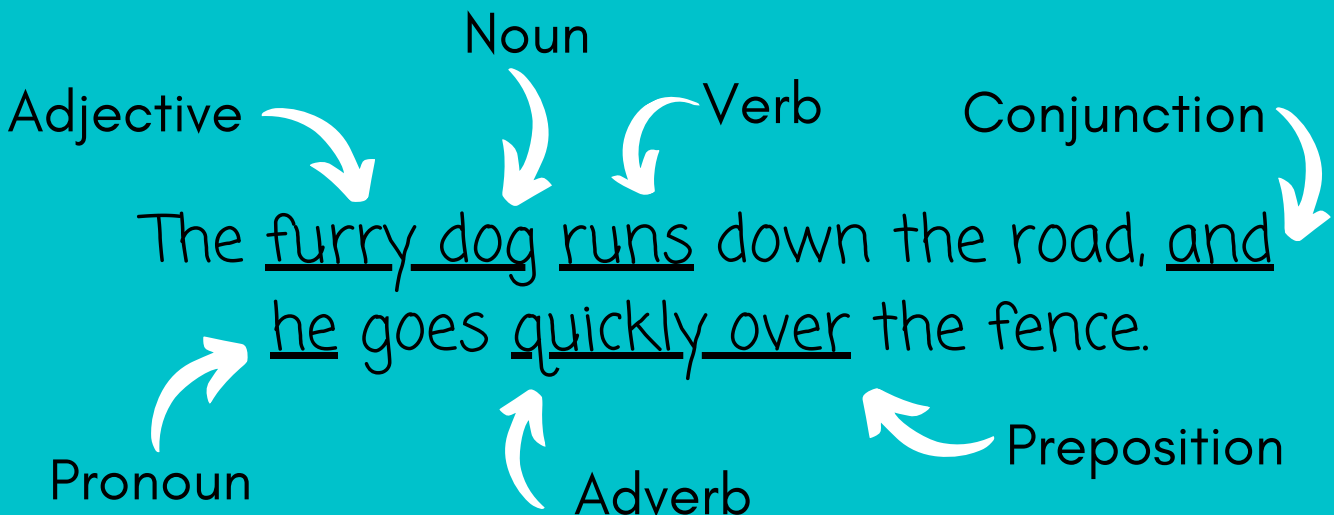 Noun
Adjective
Verb
Conjunction
The furry dog runs down the road, and
he goes quickly over the fence.
Pronoun
Adverb
Preposition